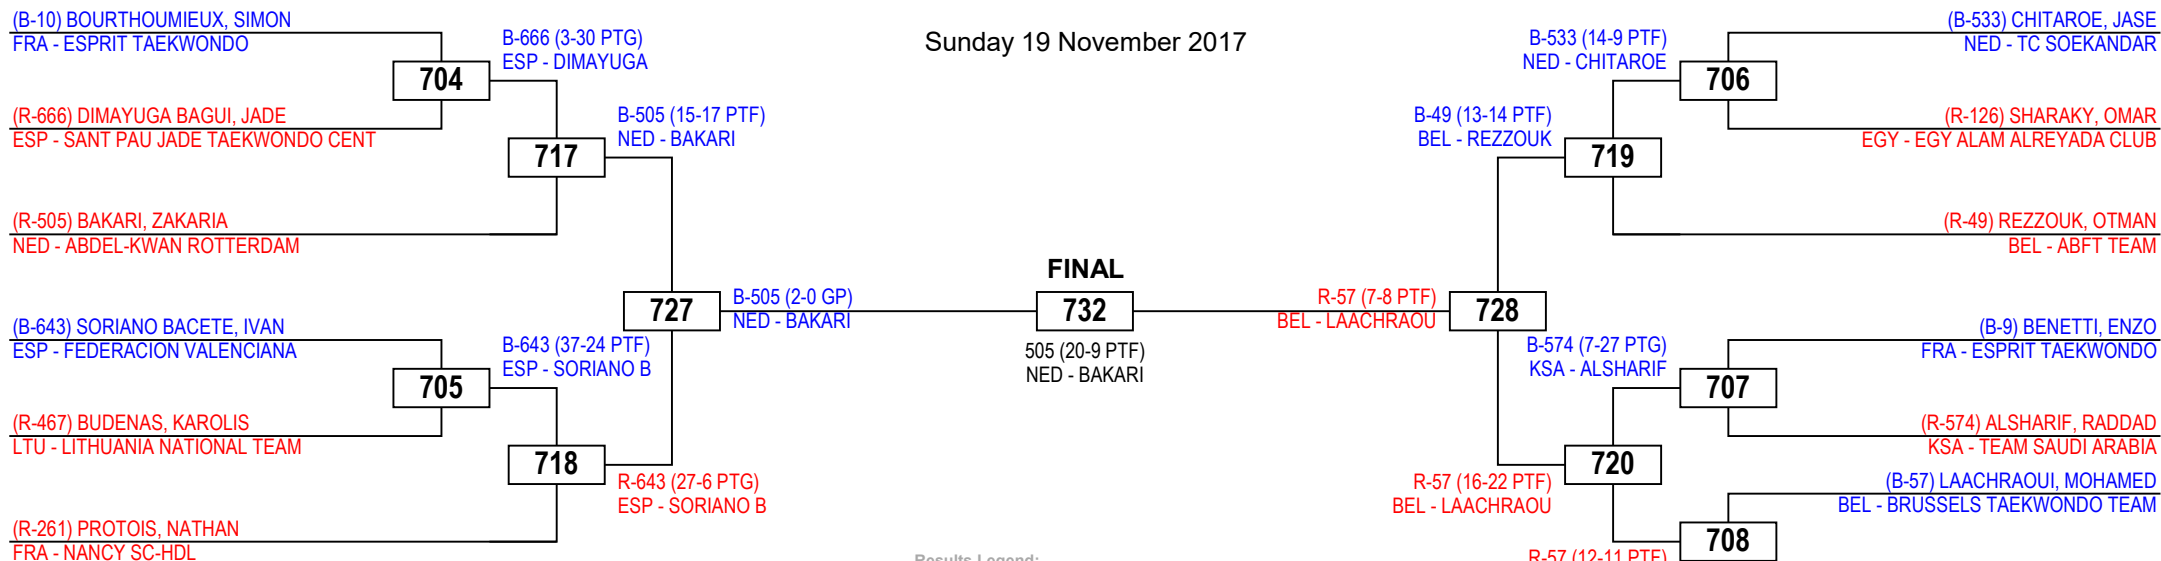 Sunday 19 November 2017
(B-10) BOURTHOUMIEUX, SIMON
FRA - ESPRIT TAEKWONDO
704
(R-666) DIMAYUGA BAGUI, JADE
ESP - SANT PAU JADE TAEKWONDO CENT
B-666 (3-30 PTG)
ESP - DIMAYUGA
717
(R-505) BAKARI, ZAKARIA
NED - ABDEL-KWAN ROTTERDAM
B-505 (15-17 PTF)
NED - BAKARI
727
(B-643) SORIANO BACETE, IVAN
ESP - FEDERACION VALENCIANA
705
(R-467) BUDENAS, KAROLIS
LTU - LITHUANIA NATIONAL TEAM
B-643 (37-24 PTF)
ESP - SORIANO B
718
(R-261) PROTOIS, NATHAN
FRA - NANCY SC-HDL
R-643 (27-6 PTG)
ESP - SORIANO B
B-505 (2-0 GP)
NED - BAKARI
FINAL
732
505 (20-9 PTF)
NED - BAKARI
R-57 (7-8 PTF)
BEL - LAACHRAOU
728
B-49 (13-14 PTF)
BEL - REZZOUK
719
B-533 (14-9 PTF)
NED - CHITAROE
706
(B-533) CHITAROE, JASE
NED - TC SOEKANDAR
(R-126) SHARAKY, OMAR
EGY - EGY ALAM ALREYADA CLUB
(R-49) REZZOUK, OTMAN
BEL - ABFT TEAM
R-57 (16-22 PTF)
BEL - LAACHRAOU
720
B-574 (7-27 PTG)
KSA - ALSHARIF
707
(B-9) BENETTI, ENZO
FRA - ESPRIT TAEKWONDO
(R-574) ALSHARIF, RADDAD
KSA - TEAM SAUDI ARABIA
(B-57) LAACHRAOUI, MOHAMED
BEL - BRUSSELS TAEKWONDO TEAM
708
R-57 (12-11 PTF)
Results Legend: